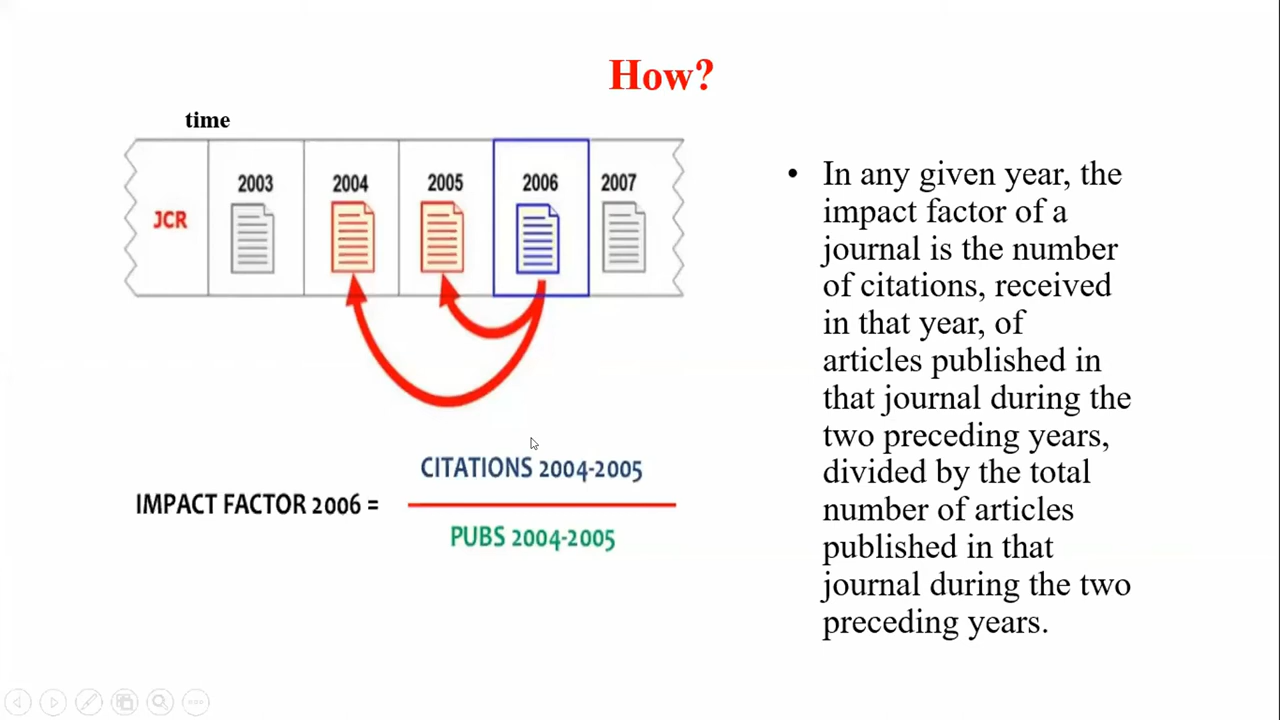 How?
time
JCR
2003
2004
2005
2006
2007
IMPACT FACTOR 2006 =
CITATIONS 2004-2005
PUBS 2004-2005
• In any given year, the
impact factor of a
journal is the number
of citations, received
in that year, of
articles published in
that journal during the
two preceding years,
divided by the total
number of articles
published in that
journal during the two
preceding years.